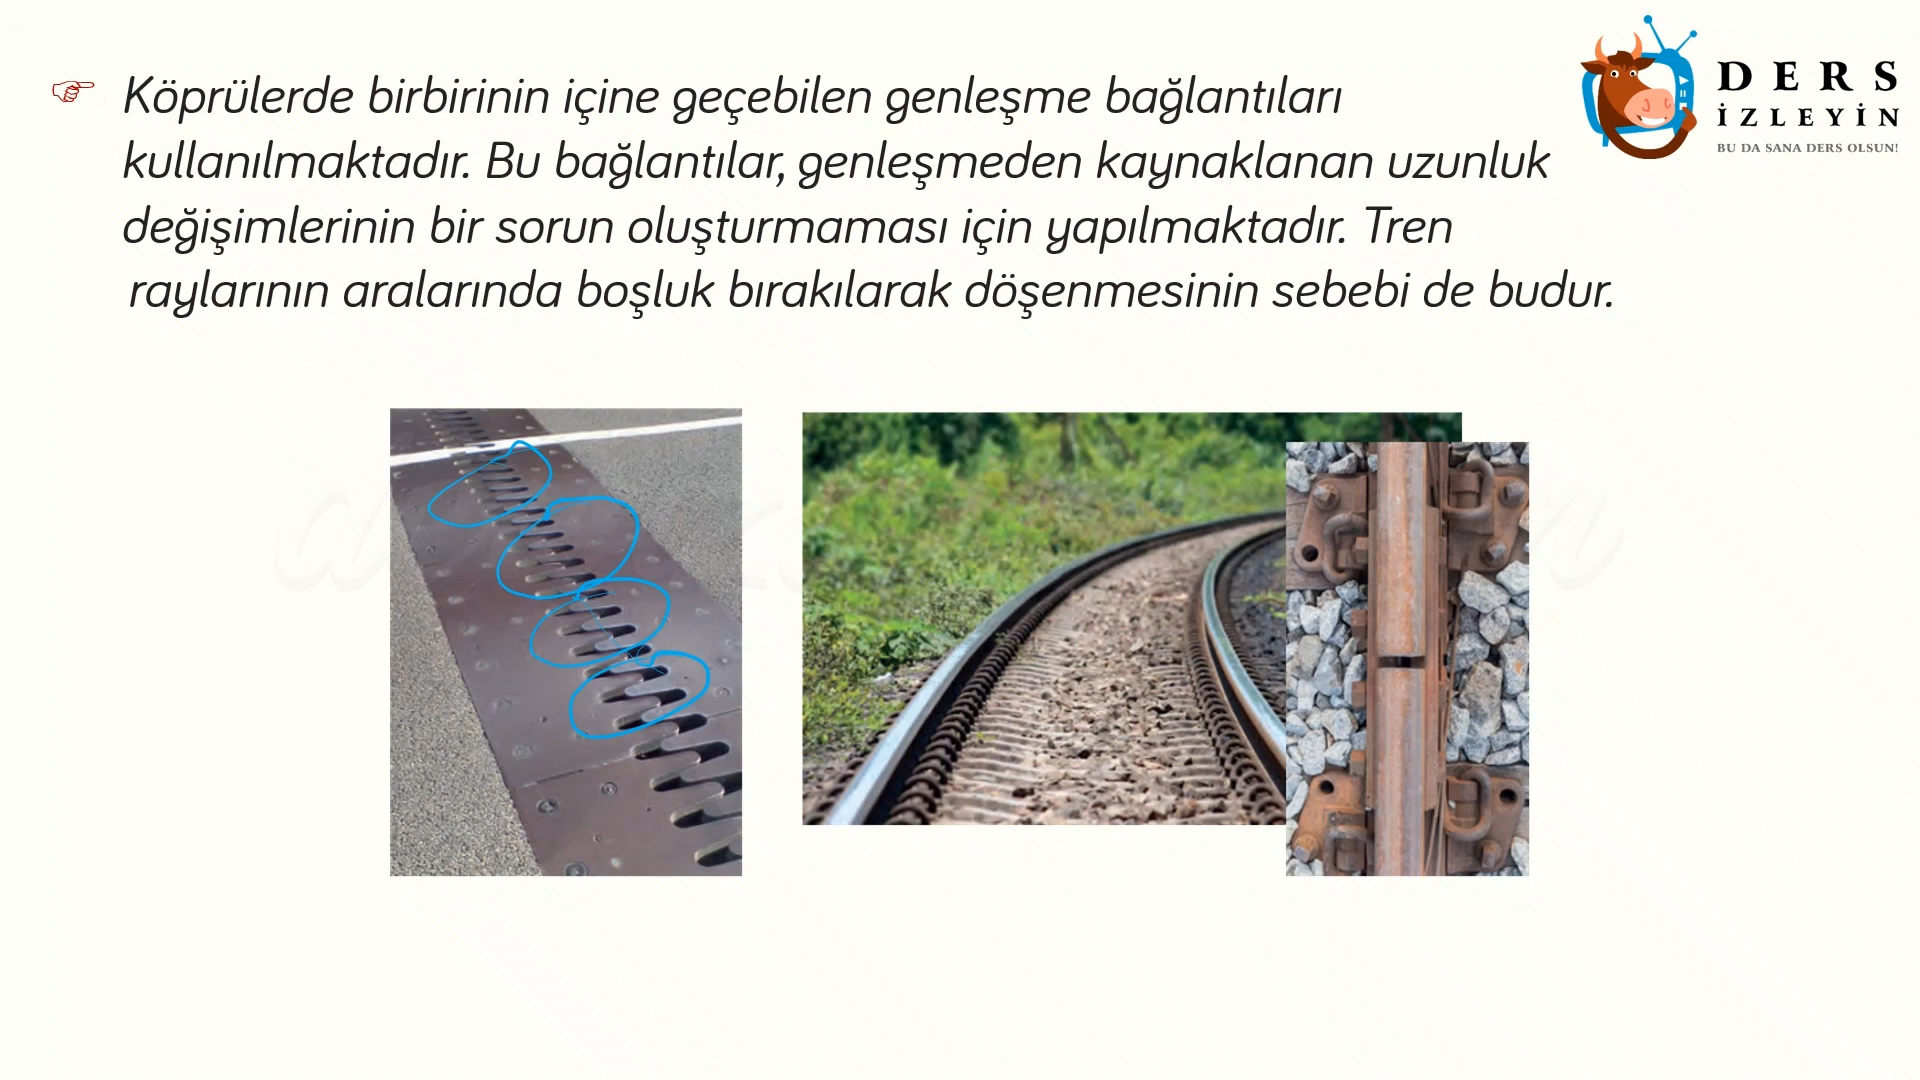 Köprülerde birbirinin içine geçebilen genleşme bağlantıları
kullanılmaktadır. Bu bağlantılar, genleşmeden kaynaklanan uzunluk
değişimlerinin bir sorun oluşturmaması için yapılmaktadır. Tren
raylarının aralarında boşluk bırakılarak döşenmesinin sebebi de budur.
DERS
İZLEYİN
BU DA SANA DERS OLSUN!